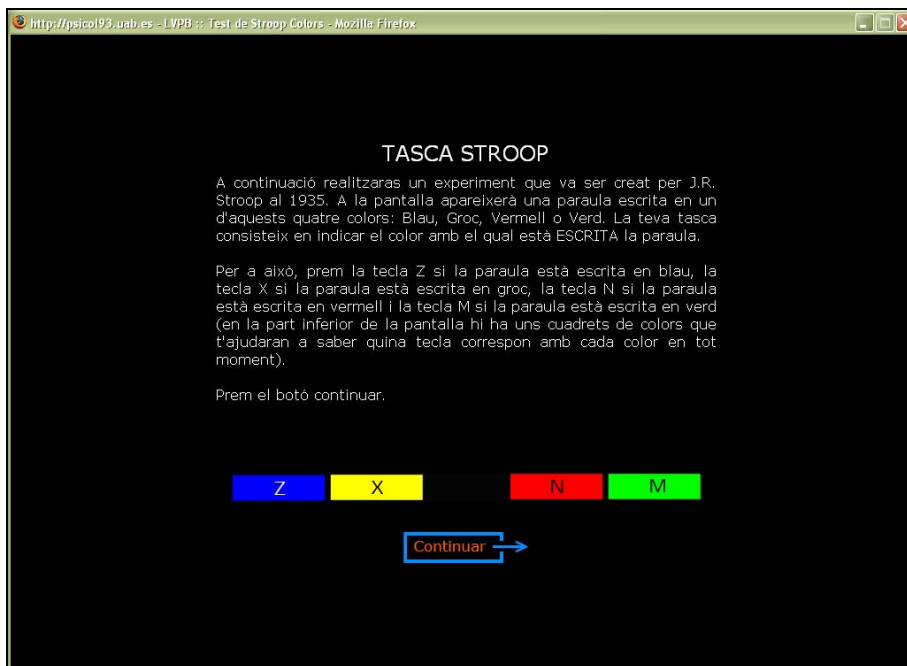 http://psicol93.uab.es - LVPB :: Test de Stroop Colors - Mozilla Firefox
TASCA STROOP
A continuació realitzaras un experiment que va ser creat per J.R.
Stroop al 1935. A la pantalla apareixerà una paraula escrita en un
d'aquests quatre colors: Blau, Groc, Vermell o Verd. La teva tasca
consisteix en indicar el color amb el qual està ESCRITA la paraula.
Per a això, prem la tecla Z si la paraula està escrita en blau, la
tecla X si la paraula està escrita en groc, la tecla N si la paraula
està escrita en vermell i la tecla M si la paraula està escrita en verd
(en la part inferior de la pantalla hi ha uns cuadrets de colors que
t'ajudaran a saber quina tecla correspon amb cada color en tot
moment).
Prem el botó continuar.
Z X N M
Continuar